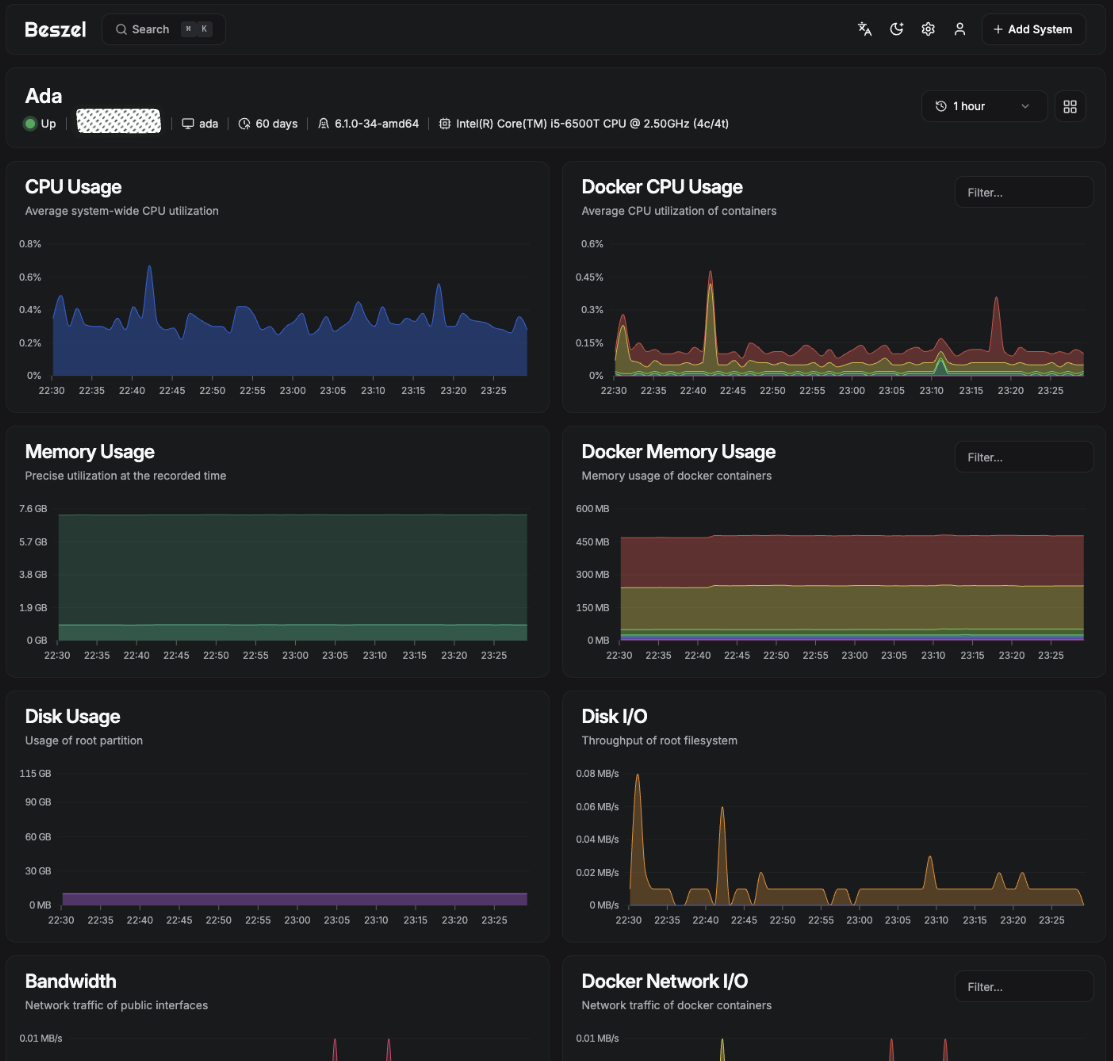 Beszel Search ⌘ K Add System
Ada
1 hour
Up ada 60 days 6.1.0-34-amd64 Intel(R) Core(TM) i5-6500T CPU @ 2.50GHz (4c/4t)
CPU Usage
Average system-wide CPU utilization
0.8%
0.6%
0.4%
0.2%
0%
22:30 22:35 22:40 22:45 22:50 22:55 23:00 23:05 23:10 23:15 23:20 23:25
Docker CPU Usage
Filter...
Average CPU utilization of containers
0.6%
0.45%
0.3%
0.15%
0%
22:30 22:35 22:40 22:45 22:50 22:55 23:00 23:05 23:10 23:15 23:20 23:25
Memory Usage
Precise utilization at the recorded time
7.6 GB
5.7 GB
3.8 GB
1.9 GB
0 GB
22:30 22:35 22:40 22:45 22:50 22:55 23:00 23:05 23:10 23:15 23:20 23:25
Docker Memory Usage
Filter...
Memory usage of docker containers
600 MB
450 MB
300 MB
150 MB
0 MB
22:30 22:35 22:40 22:45 22:50 22:55 23:00 23:05 23:10 23:15 23:20 23:25
Disk Usage
Usage of root partition
115 GB
90 GB
60 GB
30 GB
0 MB
22:30 22:35 22:40 22:45 22:50 22:55 23:00 23:05 23:10 23:15 23:20 23:25
Disk I/O
Throughput of root filesystem
0.08 MB/s
0.06 MB/s
0.04 MB/s
0.02 MB/s
0 MB/s
22:30 22:35 22:40 22:45 22:50 22:55 23:00 23:05 23:10 23:15 23:20 23:25
Bandwidth
Network traffic of public interfaces
0.01 MB/s
Docker Network I/O
Filter...
Network traffic of docker containers
0.01 MB/s